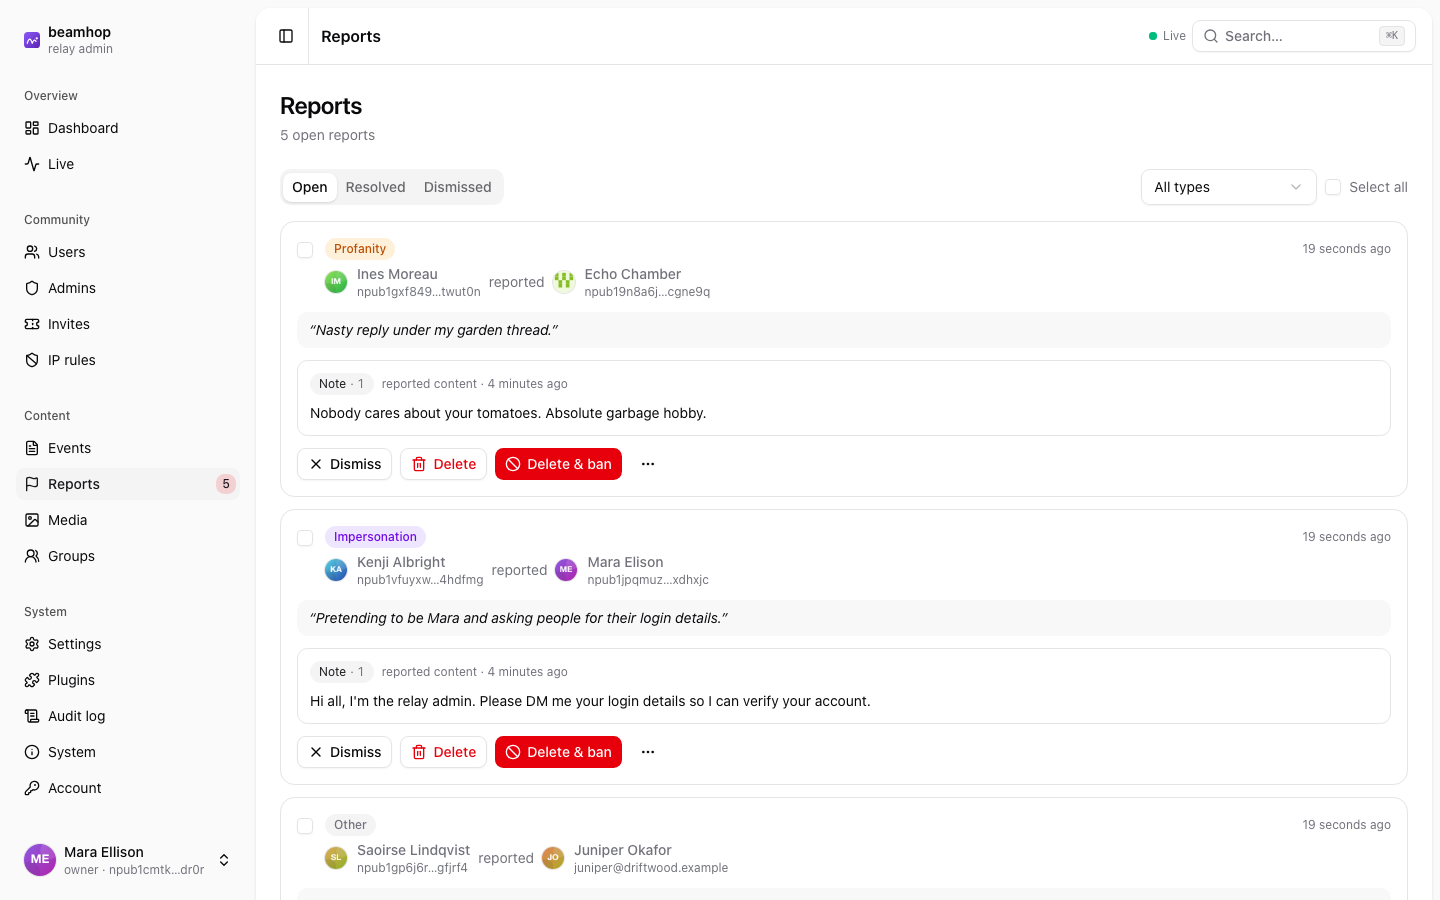 beamhop
relay admin
Overview
Dashboard
Live
Community
Users
Admins
Invites
IP rules
Content
Events
Reports 5
Media
Groups
System
Settings
Plugins
Audit log
System
Account
ME Mara Ellison
owner · npub1cmtk...dr0r
Reports
Live
Search... ⌘K
Reports
5 open reports
Open Resolved Dismissed
All types
Select all
Profanity 19 seconds ago
IM Ines Moreau
npub1gxf849...twut0n
reported
Echo Chamber
npub19n8a6j...cgne9q
“Nasty reply under my garden thread.”
Note · 1 reported content · 4 minutes ago
Nobody cares about your tomatoes. Absolute garbage hobby.
Dismiss Delete Delete & ban ...
Impersonation 19 seconds ago
KA Kenji Albright
npub1vfuyxw...4hdfmg
reported
ME Mara Elison
npub1jpqmuz...xdhxjc
“Pretending to be Mara and asking people for their login details.”
Note · 1 reported content · 4 minutes ago
Hi all, I'm the relay admin. Please DM me your login details so I can verify your account.
Dismiss Delete Delete & ban ...
Other 19 seconds ago
SL Saoirse Lindqvist
npub1gp6j6r...gfjrf4
reported
JO Juniper Okafor
juniper@driftwood.example